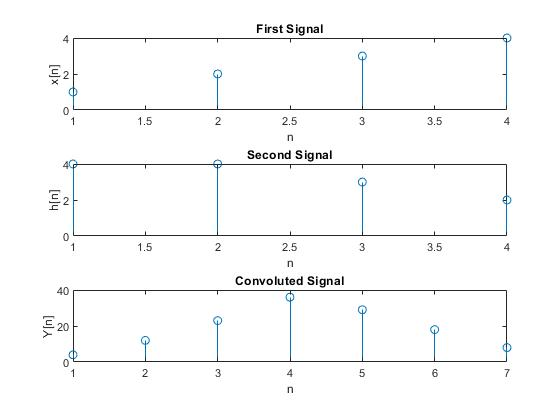 First Signal
4
2
0
x[n]
1 1.5 2 2.5 3 3.5 4
n
Second Signal
4
2
0
h[n]
1 1.5 2 2.5 3 3.5 4
n
Convoluted Signal
40
20
0
Y[n]
1 2 3 4 5 6 7
n